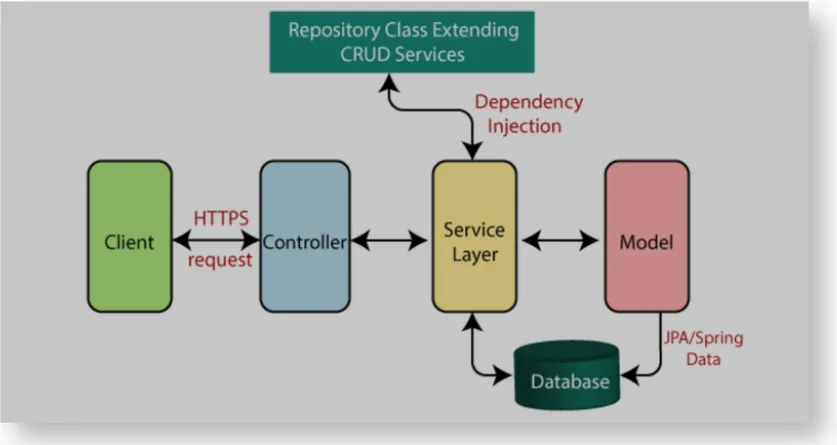 Repository Class Extending
CRUD Services
Dependency
Injection
HTTPS
request
Client
Controller
Service
Layer
Model
JPA/Spring
Data
Database